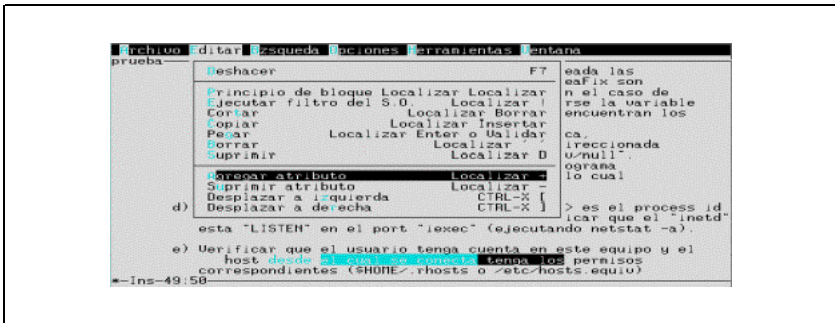 Archivo Editar Bzsqueda Opciones Herramientas Ventana
prueba
Deshacer F7 eada las
eaFix son
Principio de bloque Localizar Localizar n el caso de
Ejecutar filtro del S.O. Localizar ! rse la variable
Cortar Localizar Borrar encuentran los
Copiar Localizar Insertar
Pegar Localizar Enter o Validar ca,
Borrar Localizar ' ' ireccionada
Suprimir Localizar D v/null".
ograma
Agregar atributo Localizar + lo cual
Suprimir atributo Localizar -
Desplazar a izquierda CTRL-X [
d) Desplazar a derecha CTRL-X ] > es el process id
icar que el "inetd"
esta "LISTEN" en el port "iexec" (ejecutando netstat -a).
e) Verificar que el usuario tenga cuenta en este equipo y el
host desde el cual se conecta tenga los permisos
correspondientes ($HOME/.rhosts o /etc/hosts.equiv)
*-Ins-49:50